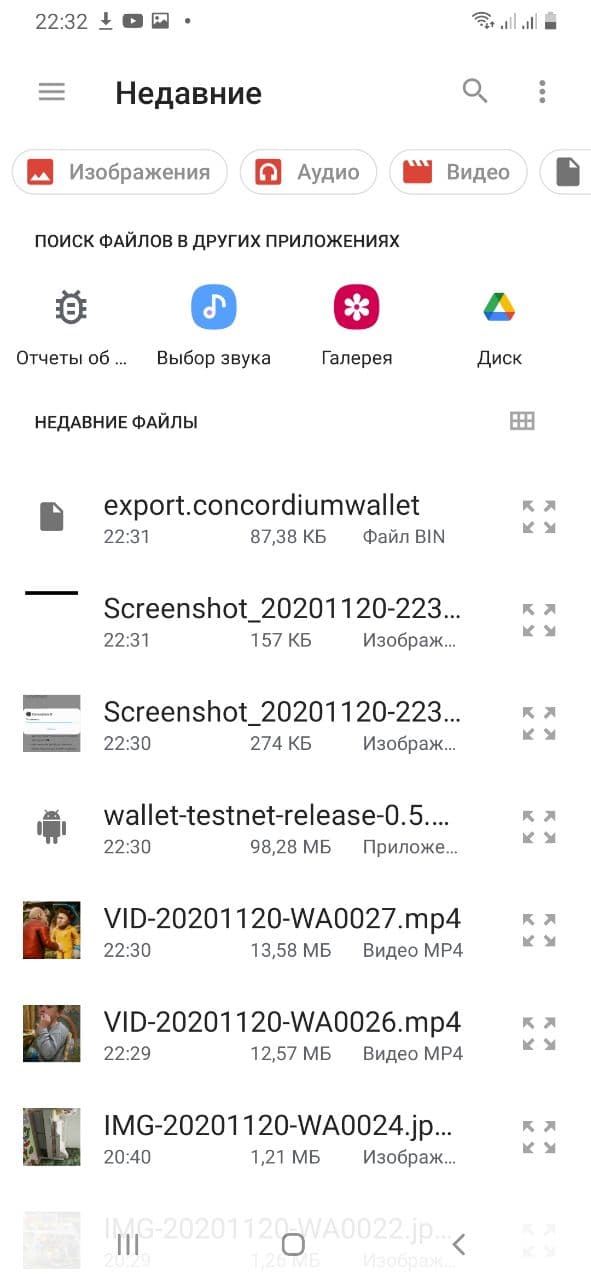 22:32
Недавние
Изображения Аудио Видео
ПОИСК ФАЙЛОВ В ДРУГИХ ПРИЛОЖЕНИЯХ
Отчеты об ... Выбор звука Галерея Диск
НЕДАВНИЕ ФАЙЛЫ
export.concordiumwallet
22:31 87,38 КБ Файл BIN
Screenshot_20201120-223...
22:31 157 КБ Изображ...
Screenshot_20201120-223...
22:30 274 КБ Изображ...
wallet-testnet-release-0.5....
22:30 98,28 МБ Приложе...
VID-20201120-WA0027.mp4
22:30 13,58 МБ Видео MP4
VID-20201120-WA0026.mp4
22:29 12,57 МБ Видео MP4
IMG-20201120-WA0024.jp...
20:40 1,21 МБ Изображ...
IMG-20201120-WA0022.jp...
20:29 1,26 МБ Изображ...